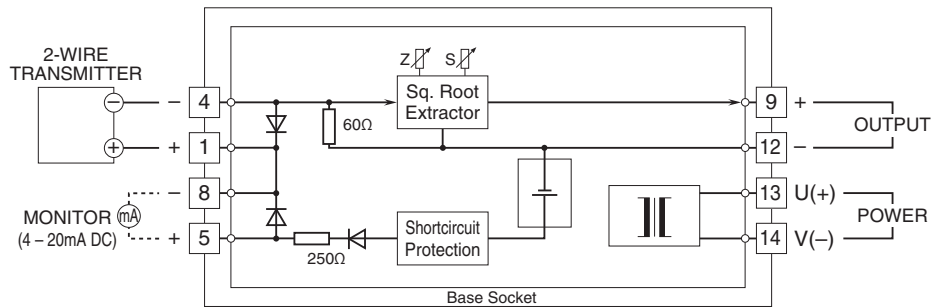 2-WIRE
TRANSMITTER
− − 4
+ + 1
− 8
MONITOR mA
(4 – 20mA DC)
+ 5
Z S
Sq. Root
Extractor
60Ω
250Ω
Shortcircuit
Protection
9 +
OUTPUT
12 −
13 U(+)
POWER
14 V(−)
Base Socket